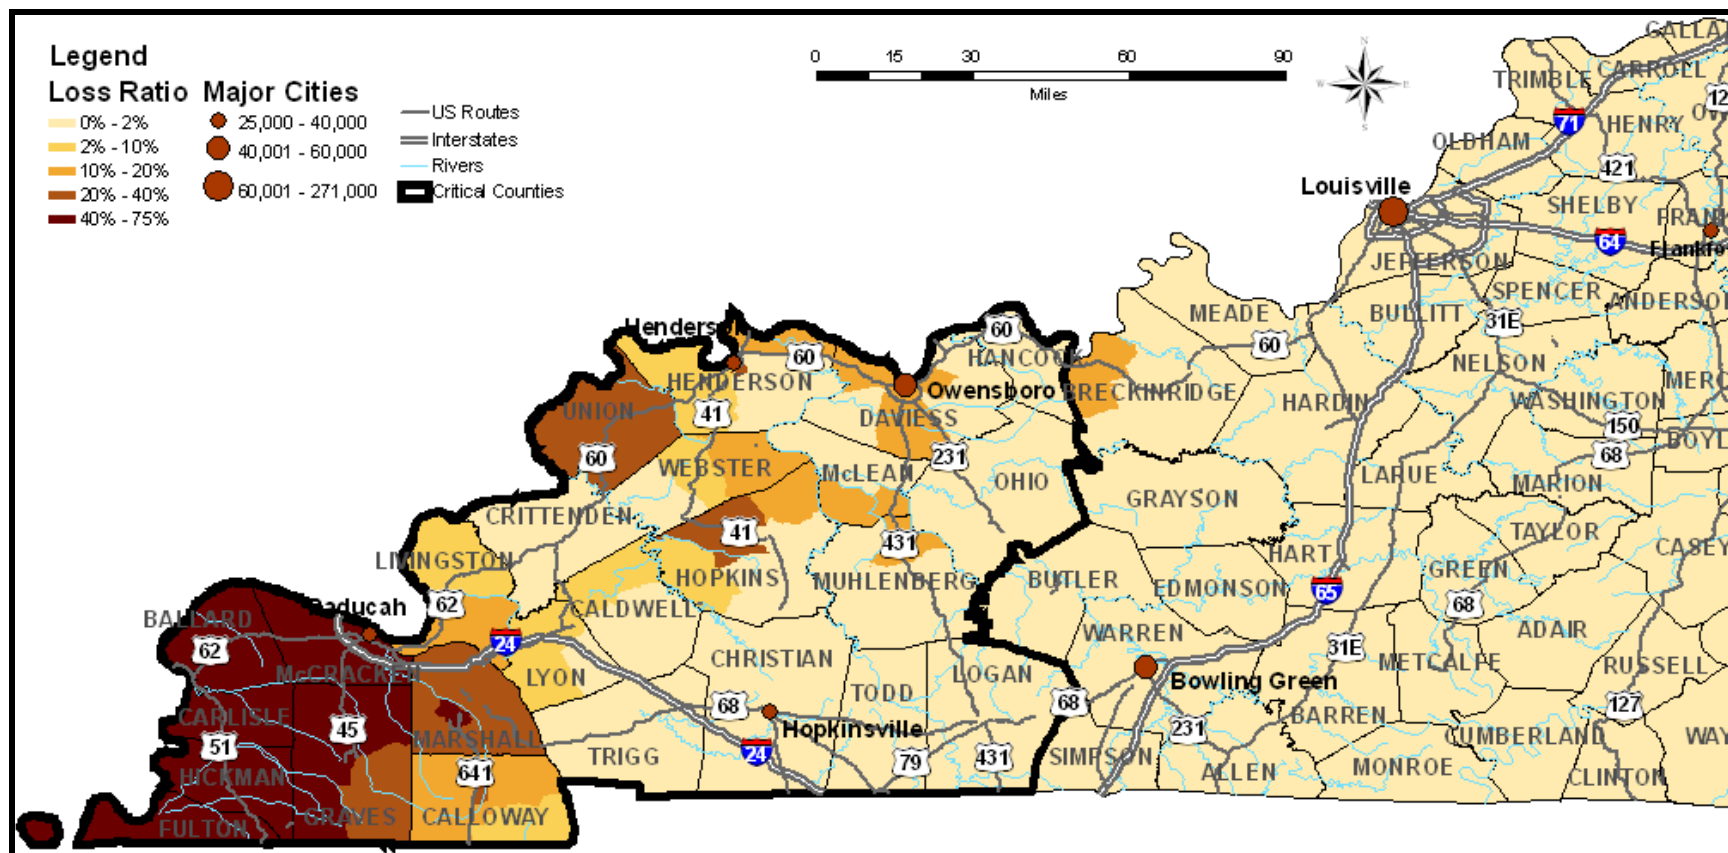 Legend
Loss Ratio
0% - 2%
2% - 10%
10% - 20%
20% - 40%
40% - 75%
Major Cities
25,000 - 40,000
40,001 - 60,000
60,001 - 271,000
US Routes
Interstates
Rivers
Critical Counties
0 15 30 60 90
Miles
N
W E
S
TRIMBLE
CARROLL
71
HENRY
OLDHAM
421
Louisville
SHELBY
64
JEFFERSON
SPENCER
BULLITT
31E
MEADE
60
NELSON
HANCOCK
60
60
HENDERSON
Owensboro
BRECKINRIDGE
HARDIN
WASHINGTON
UNION
41
DAVIESS
150
60
WEBSTER
McLEAN
231
OHIO
68
LARUE
MARION
GRAYSON
CRITTENDEN
41
431
TAYLOR
CASEY
HART
LIVINGSTON
HOPKINS
MUHLENBERG
BUTLER
EDMONSON
GREEN
65
62
CALDWELL
68
BALLARD
62
24
WARREN
31E
ADAIR
McCRACKEN
LYON
CHRISTIAN
LOGAN
METCALFE
RUSSELL
TODD
Bowling Green
CARLISLE
45
68
68
127
Hopkinsville
BARREN
51
MARSHALL
231
CUMBERLAND
TRIGG
24
79
431
SIMPSON
HICKMAN
641
ALLEN
MONROE
CLINTON
GRAVES
CALLOWAY
FULTON